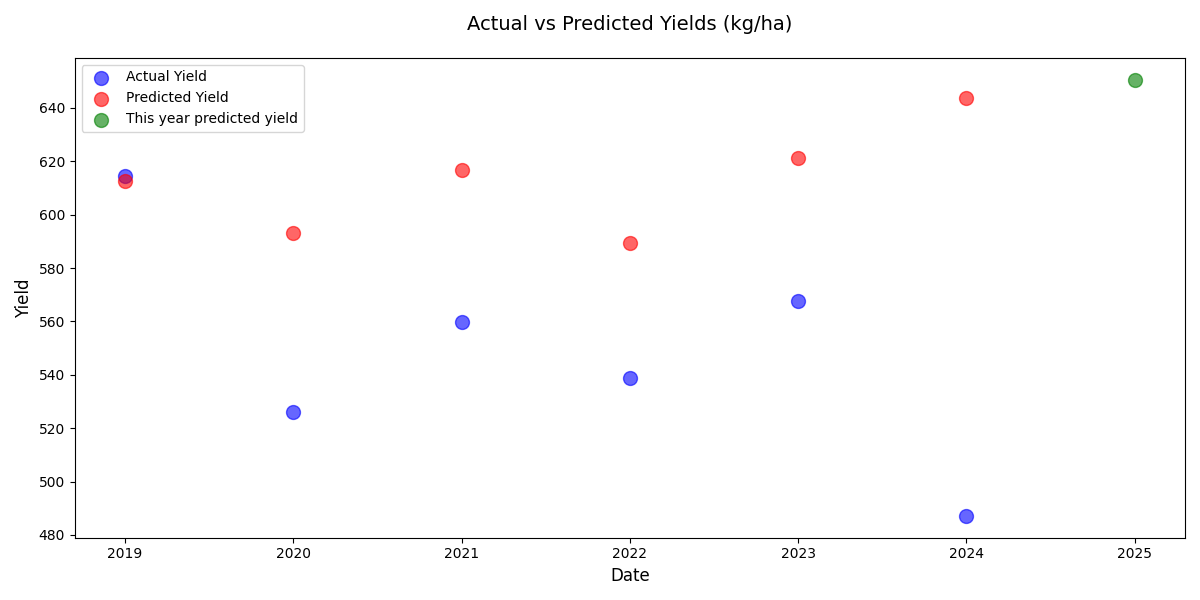 Actual vs Predicted Yields (kg/ha)
Actual Yield
Predicted Yield
This year predicted yield
640
620
600
580
560
540
520
500
480
Yield
2019 2020 2021 2022 2023 2024 2025
Date